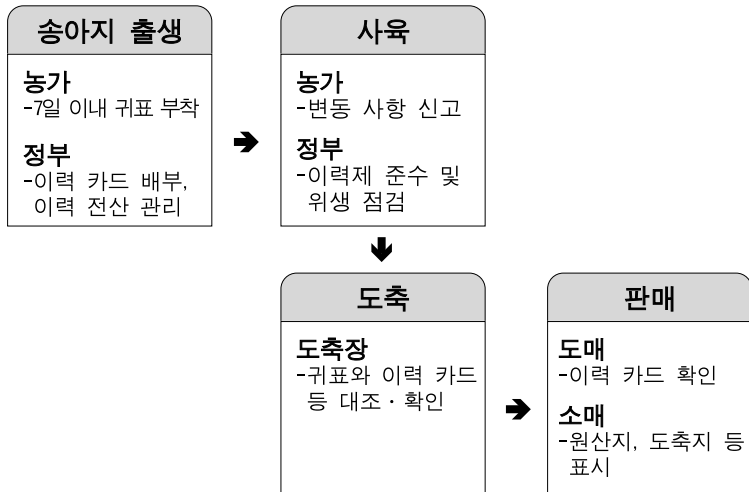 송아지 출생
농가
-7일 이내 귀표 부착
정부
-이력 카드 배부,
이력 전산 관리
사육
농가
-변동 사항 신고
정부
-이력제 준수 및
위생 점검
도축
도축장
-귀표와 이력 카드
등 대조·확인
판매
도매
-이력 카드 확인
소매
-원산지, 도축지 등
표시